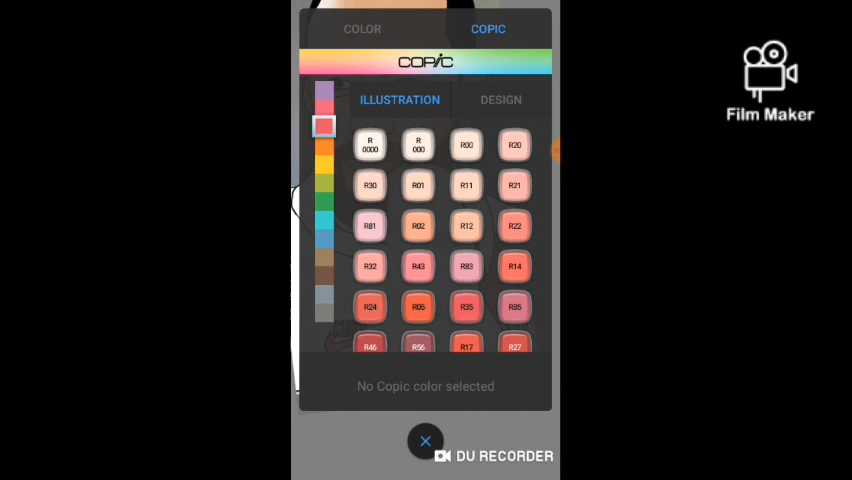 COLOR COPIC
COPIC
ILLUSTRATION DESIGN
R 0000 R 000 R00 R20
R30 R01 R11 R21
R81 R02 R12 R22
R32 R43 R83 R14
R24 R05 R35 R85
R46 R56 R17 R27
No Copic color selected
DU RECORDER
Film Maker